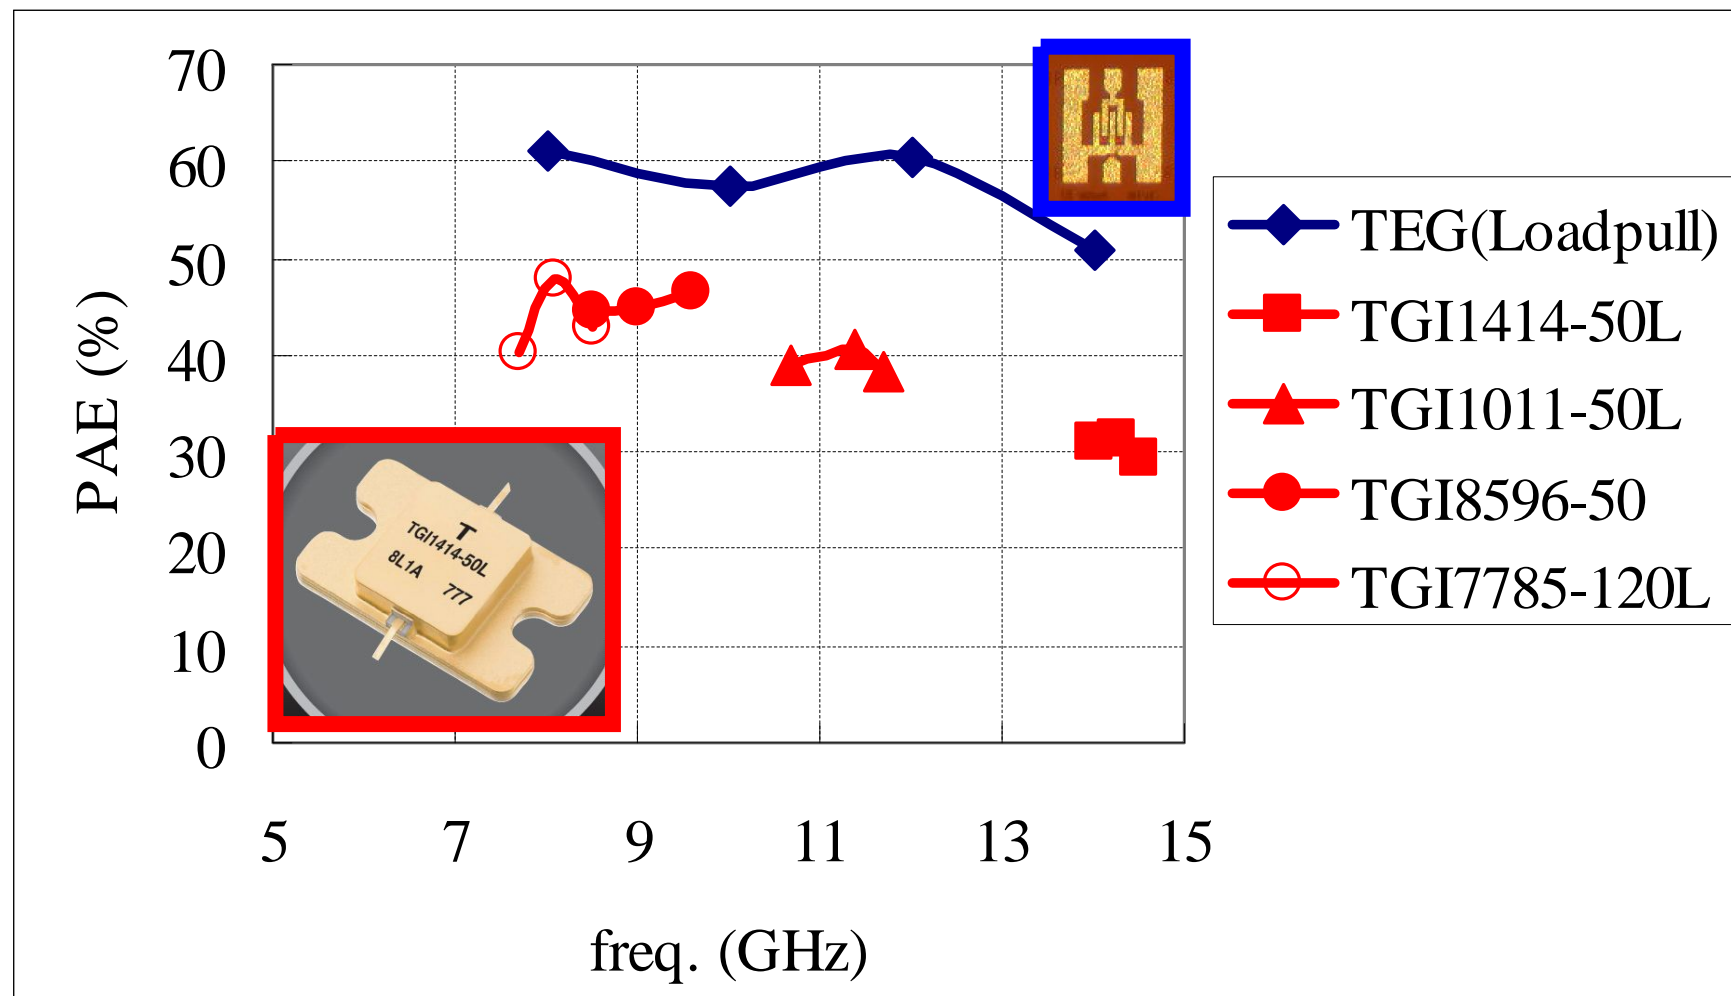 70
60
50
40
30
20
10
0
PAE (%)
5 7 9 11 13 15
freq. (GHz)
T
TGI1414-50L
8L1A 777
TEG(Loadpull)
TGI1414-50L
TGI1011-50L
TGI8596-50
TGI7785-120L